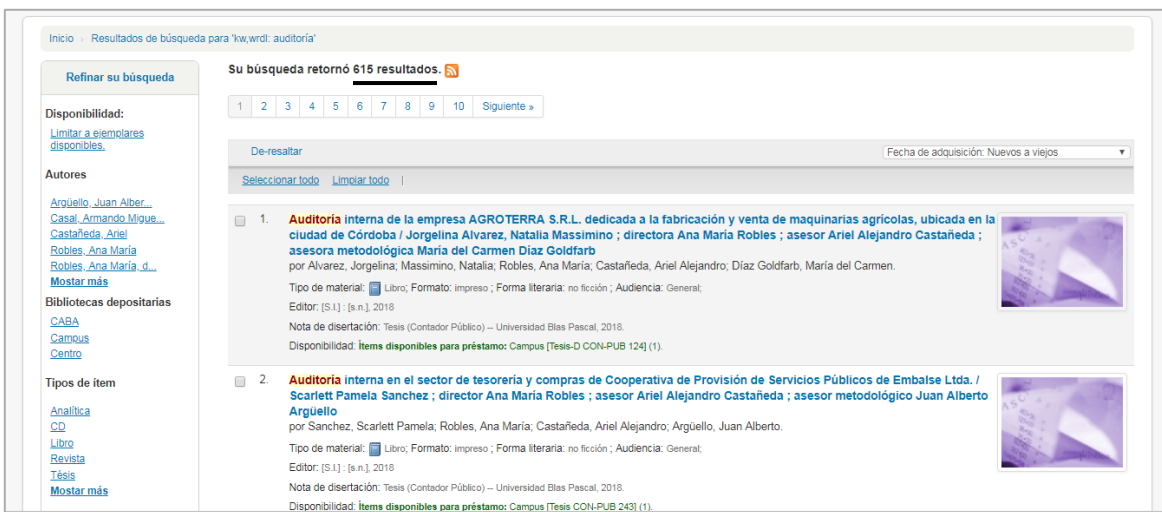 Inicio › Resultados de búsqueda para 'kw,wrdl: auditoría'
Refinar su búsqueda
Disponibilidad:
Limitar a ejemplares
disponibles.
Autores
Argüello, Juan Alber...
Casal, Armando Migue...
Castañeda, Ariel
Robles, Ana María
Robles, Ana María, d...
Mostar más
Bibliotecas depositarias
CABA
Campus
Centro
Tipos de ítem
Analítica
CD
Libro
Revista
Tésis
Mostar más
Su búsqueda retornó 615 resultados.
1 2 3 4 5 6 7 8 9 10 Siguiente »
De-resaltar
Fecha de adquisición: Nuevos a viejos
Seleccionar todo Limpiar todo |
1. Auditoría interna de la empresa AGROTERRA S.R.L. dedicada a la fabricación y venta de maquinarias agrícolas, ubicada en la
ciudad de Córdoba / Jorgelina Alvarez, Natalia Massimino ; directora Ana María Robles ; asesor Ariel Alejandro Castañeda ;
asesora metodológica María del Carmen Díaz Goldfarb
por Alvarez, Jorgelina; Massimino, Natalia; Robles, Ana María; Castañeda, Ariel Alejandro; Díaz Goldfarb, María del Carmen.
Tipo de material: Libro; Formato: impreso ; Forma literaria: no ficción ; Audiencia: General;
Editor: [S.l.] : [s.n.], 2018
Nota de disertación: Tesis (Contador Público) -- Universidad Blas Pascal, 2018.
Disponibilidad: Ítems disponibles para préstamo: Campus [Tesis-D CON-PUB 124] (1).
2. Auditoría interna en el sector de tesorería y compras de Cooperativa de Provisión de Servicios Públicos de Embalse Ltda. /
Scarlett Pamela Sanchez ; director Ana María Robles ; asesor Ariel Alejandro Castañeda ; asesor metodológico Juan Alberto
Argüello
por Sanchez, Scarlett Pamela; Robles, Ana María; Castañeda, Ariel Alejandro; Argüello, Juan Alberto.
Tipo de material: Libro; Formato: impreso ; Forma literaria: no ficción ; Audiencia: General;
Editor: [S.l.] : [s.n.], 2018
Nota de disertación: Tesis (Contador Público) -- Universidad Blas Pascal, 2018.
Disponibilidad: Ítems disponibles para préstamo: Campus [Tesis CON-PUB 243] (1).